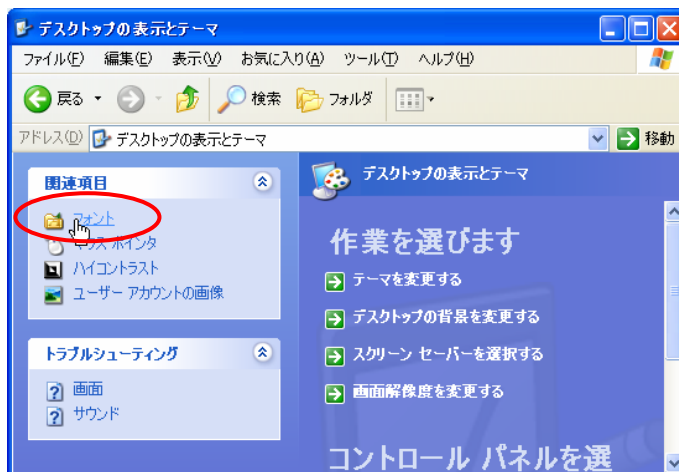 デスクトップの表示とテーマ
ファイル(F) 編集(E) 表示(V) お気に入り(A) ツール(T) ヘルプ(H)
戻る 検索 フォルダ
アドレス(D) デスクトップの表示とテーマ 移動
関連項目
フォント
マウス ポインタ
ハイコントラスト
ユーザー アカウントの画像
トラブルシューティング
画面
サウンド
デスクトップの表示とテーマ
作業を選びます
テーマを変更する
デスクトップの背景を変更する
スクリーン セーバーを選択する
画面解像度を変更する
コントロール パネルを選